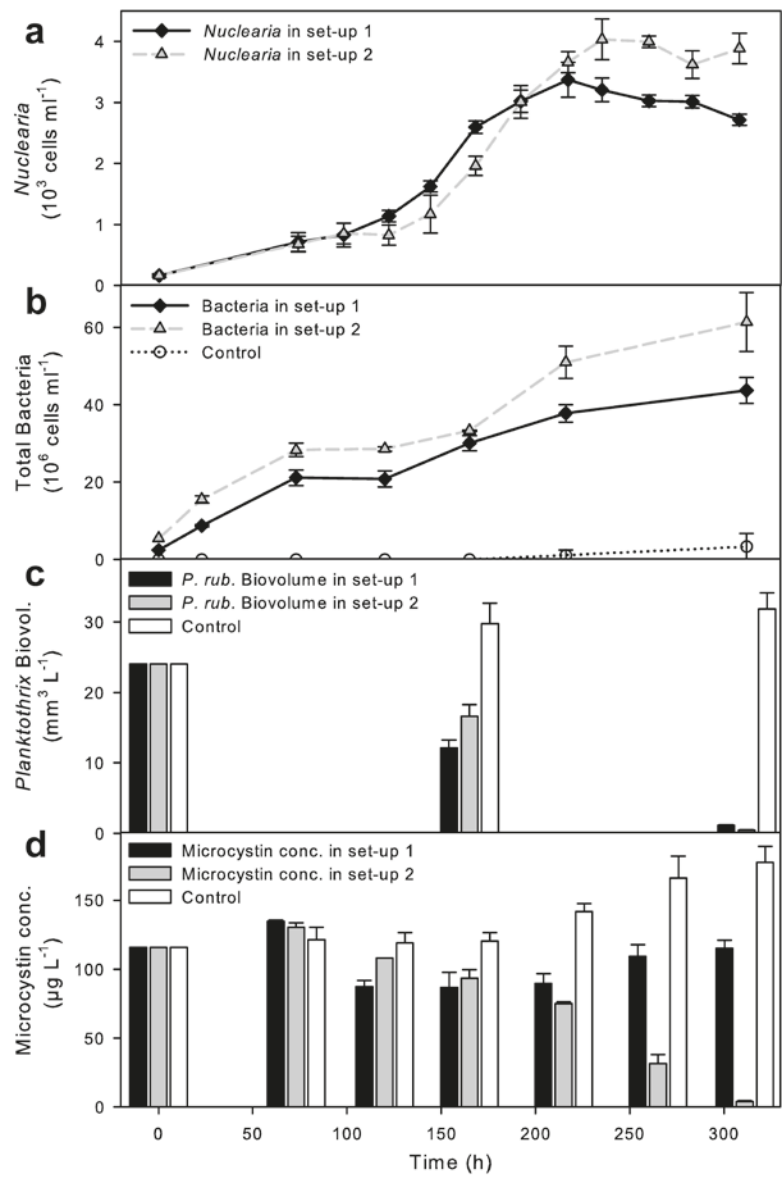 a
Nuclearia in set-up 1
Nuclearia in set-up 2
Nuclearia
(10³ cells ml⁻¹)
4
3
2
1
0
b
Bacteria in set-up 1
Bacteria in set-up 2
Control
Total Bacteria
(10⁶ cells ml⁻¹)
60
40
20
0
c
P. rub. Biovolume in set-up 1
P. rub. Biovolume in set-up 2
Control
Planktothrix Biovol.
(mm³ L⁻¹)
30
20
10
0
d
Microcystin conc. in set-up 1
Microcystin conc. in set-up 2
Control
Microcystin conc.
(µg L⁻¹)
150
100
50
0
0 50 100 150 200 250 300
Time (h)